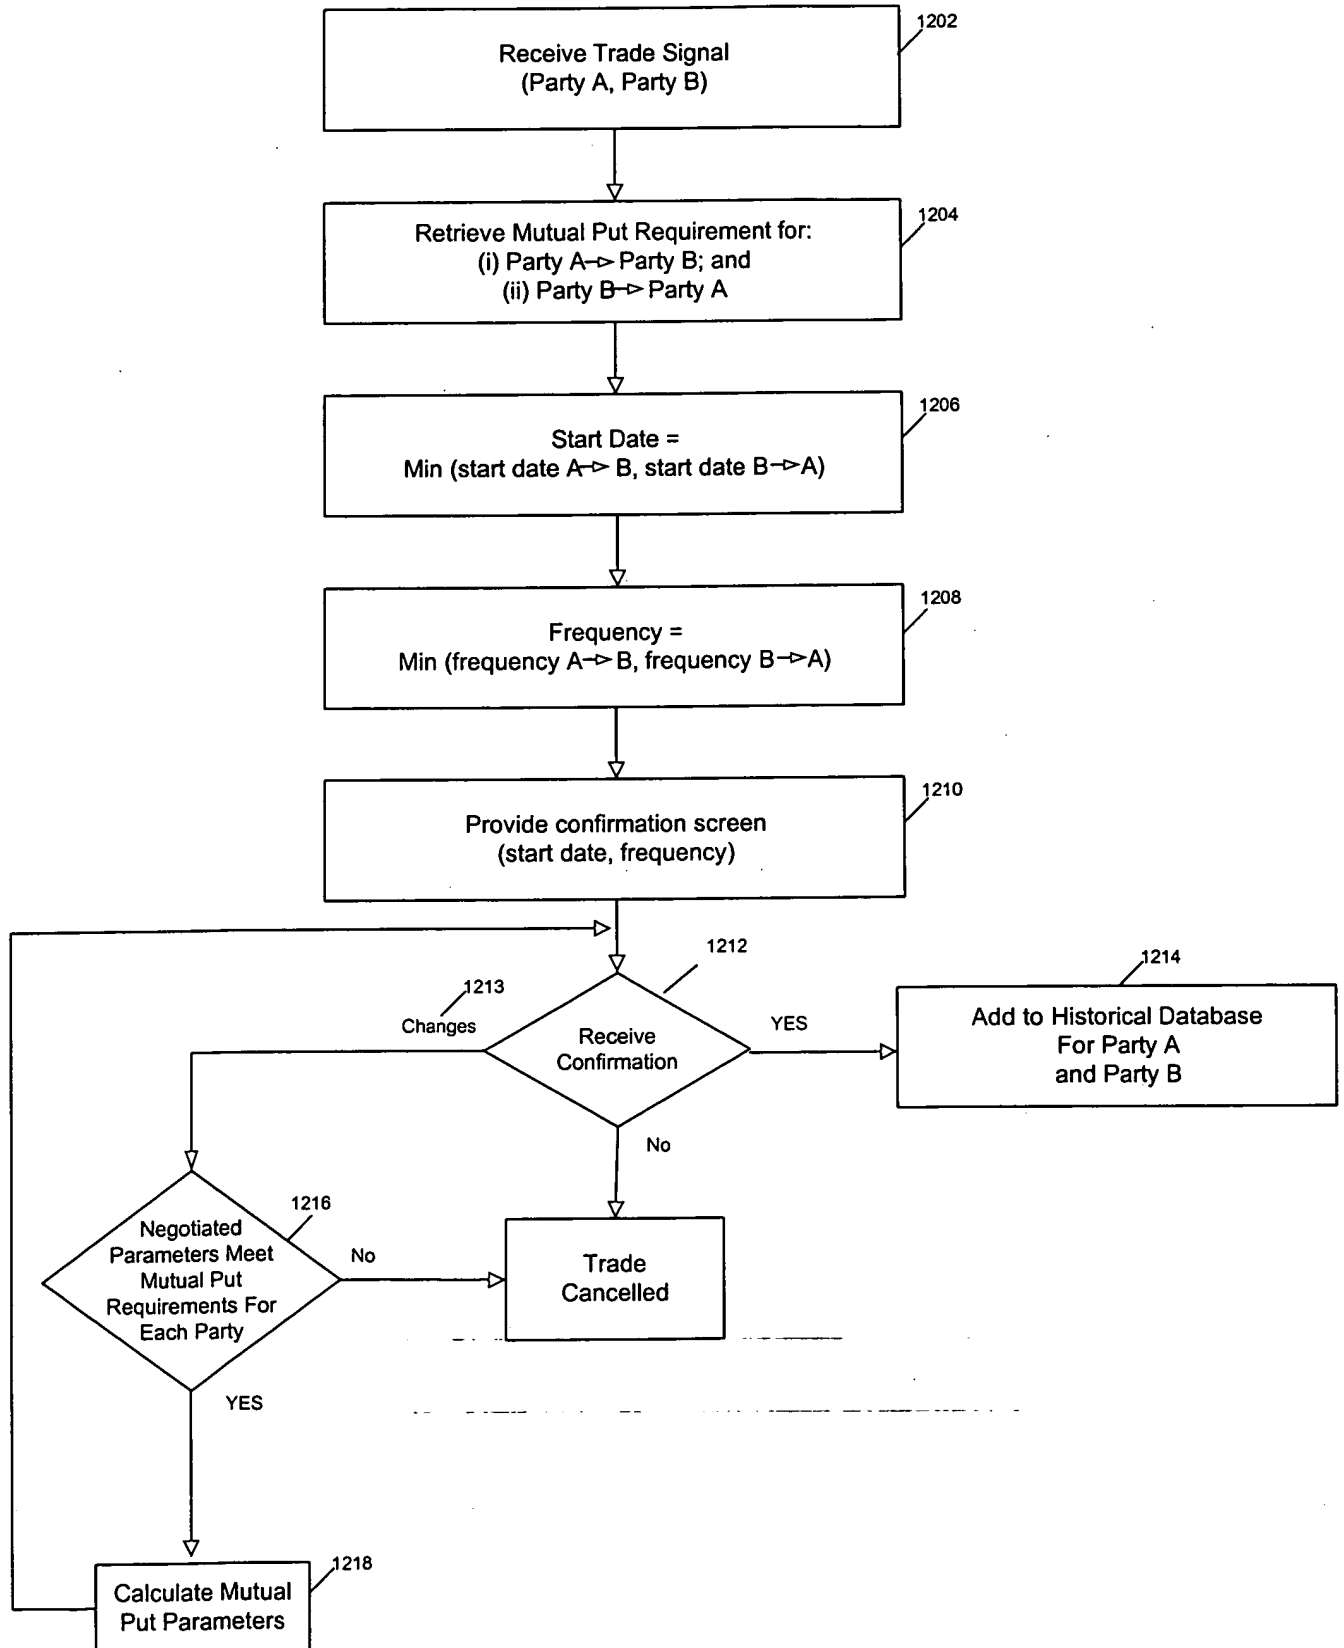 1202
Receive Trade Signal
(Party A, Party B)
1204
Retrieve Mutual Put Requirement for:
(i) Party A→ Party B; and
(ii) Party B→ Party A
1206
Start Date =
Min (start date A→ B, start date B→A)
1208
Frequency =
Min (frequency A→ B, frequency B→A)
1210
Provide confirmation screen
(start date, frequency)
1212
Receive
Confirmation
1213
Changes
YES
1214
Add to Historical Database
For Party A
and Party B
No
1216
Negotiated
Parameters Meet
Mutual Put
Requirements For
Each Party
No
Trade
Cancelled
YES
1218
Calculate Mutual
Put Parameters